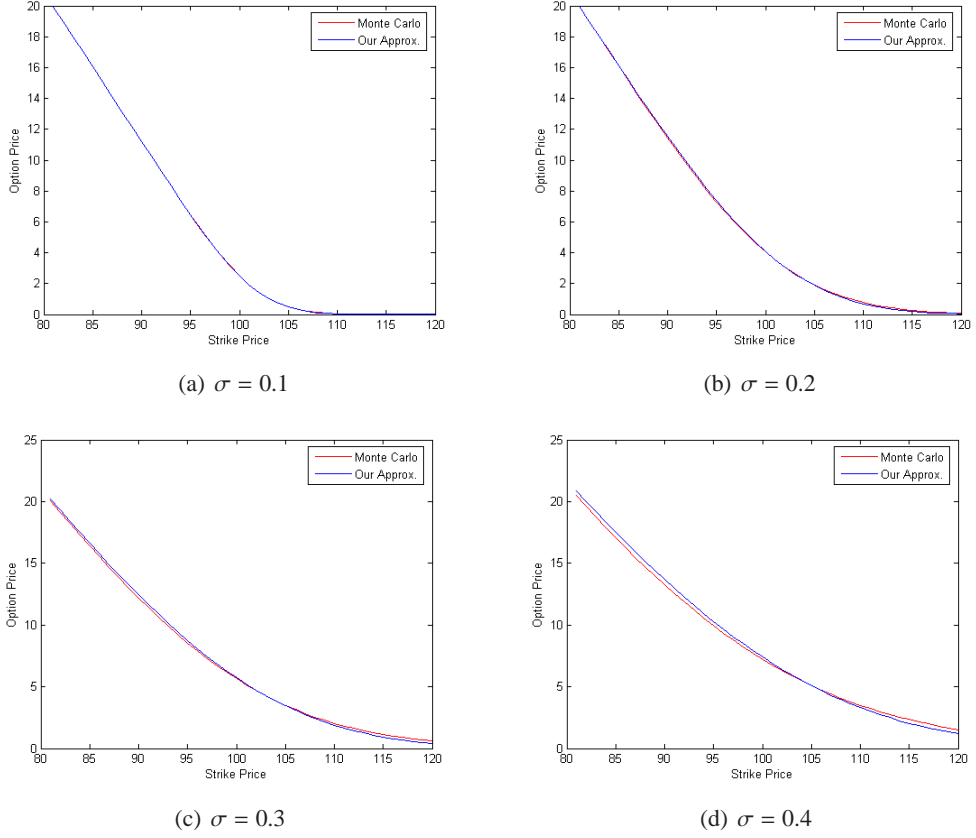 20
18
16
14
12
10
8
6
4
2
0
Option Price
Monte Carlo
Our Approx.
80 85 90 95 100 105 110 115 120
Strike Price
(a) σ = 0.1
20
18
16
14
12
10
8
6
4
2
0
Option Price
Monte Carlo
Our Approx.
80 85 90 95 100 105 110 115 120
Strike Price
(b) σ = 0.2
25
20
15
10
5
0
Option Price
Monte Carlo
Our Approx.
80 85 90 95 100 105 110 115 120
Strike Price
(c) σ = 0.3
25
20
15
10
5
0
Option Price
Monte Carlo
Our Approx.
80 85 90 95 100 105 110 115 120
Strike Price
(d) σ = 0.4